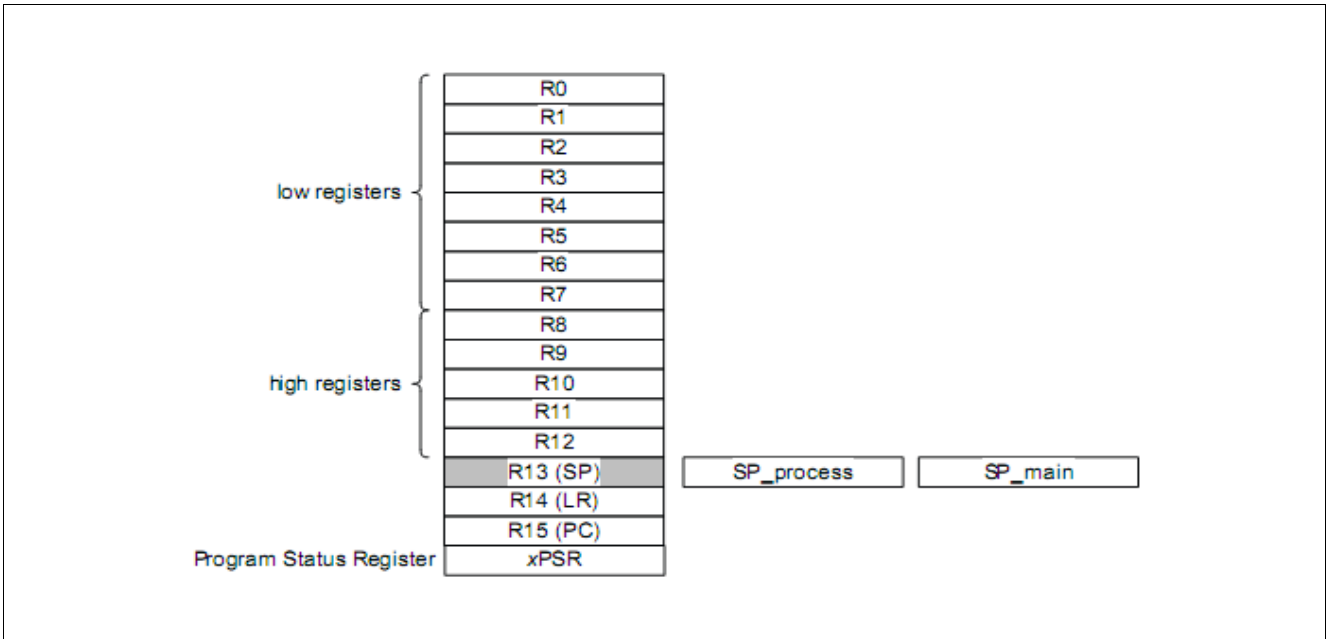 R0
R1
R2
R3
low registers
R4
R5
R6
R7
R8
R9
high registers
R10
R11
R12
R13 (SP)
SP_process
SP_main
R14 (LR)
R15 (PC)
Program Status Register
xPSR